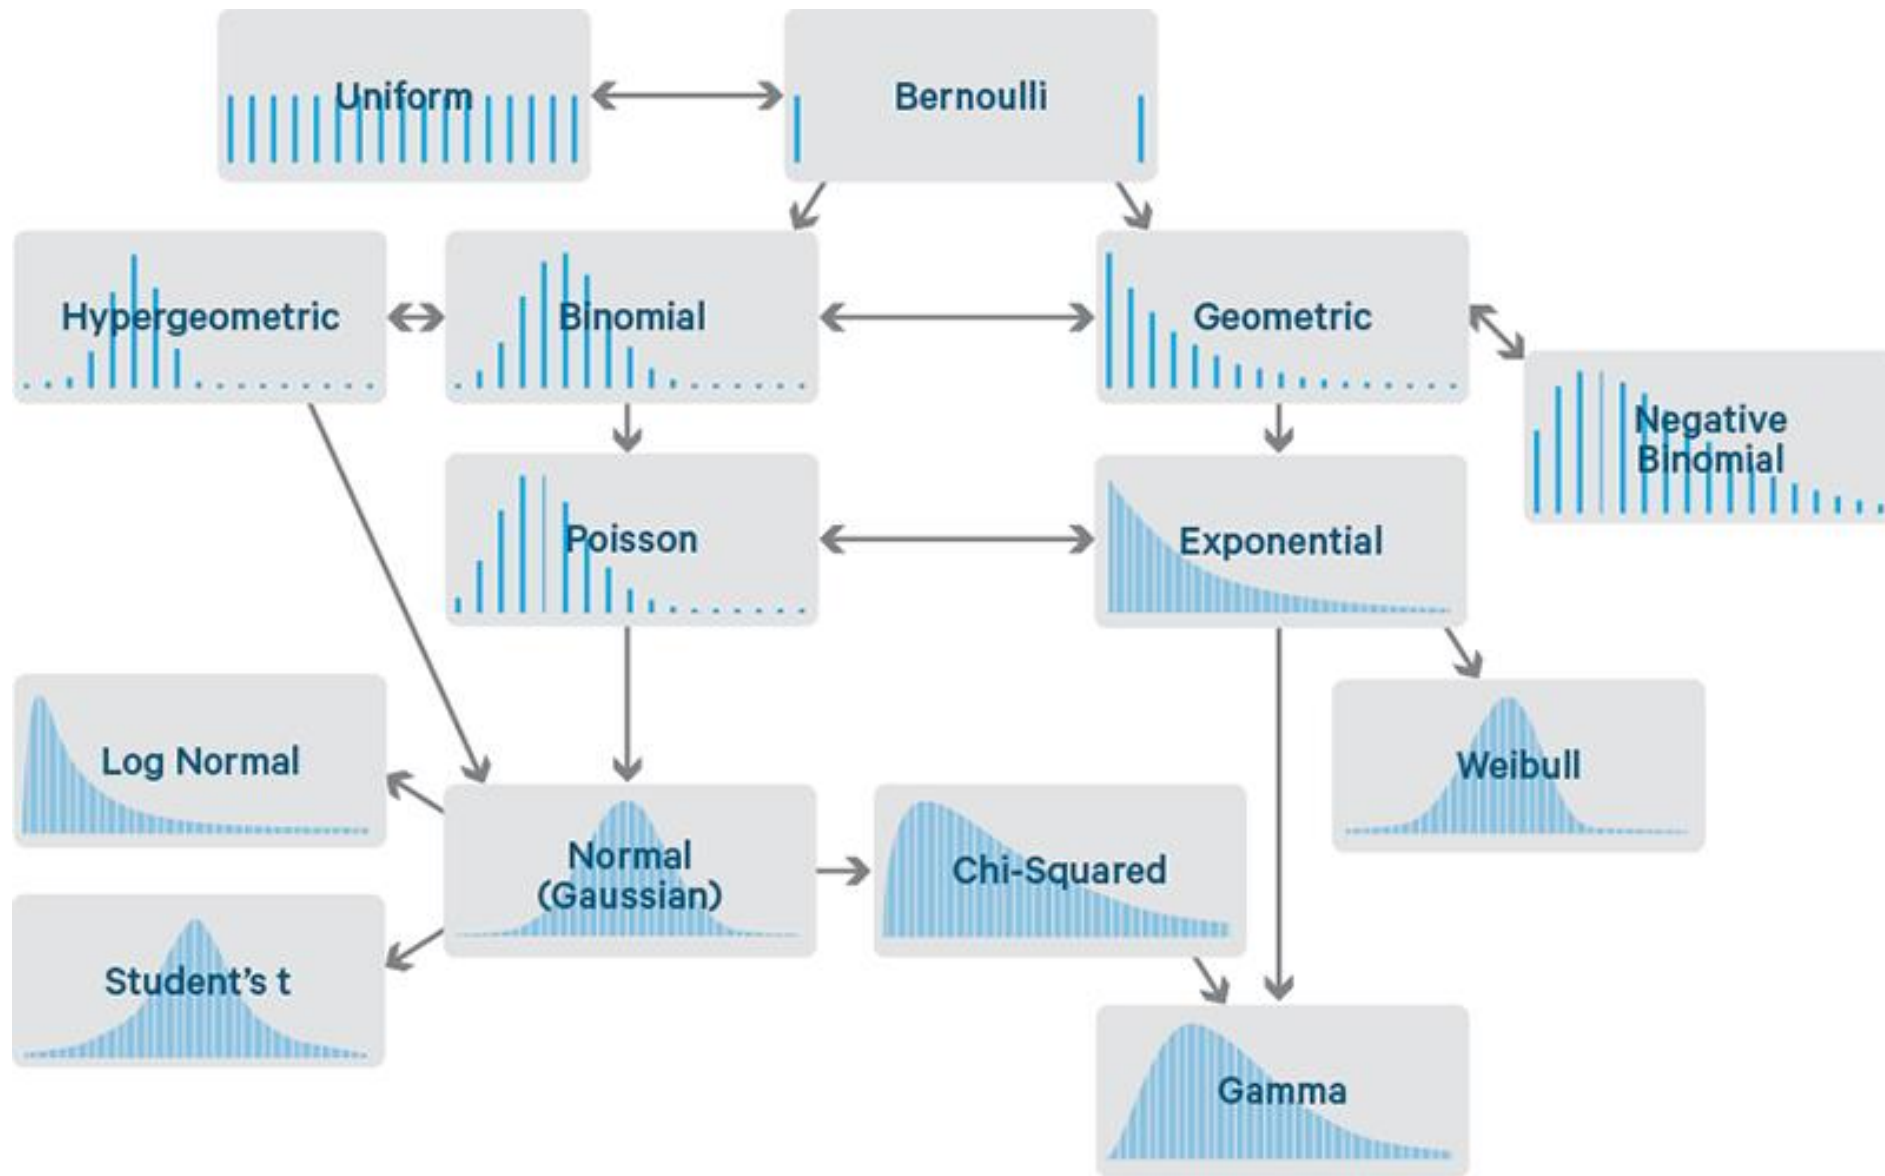 Uniform
Bernoulli
Hypergeometric
Binomial
Geometric
Negative
Binomial
Poisson
Exponential
Log Normal
Weibull
Normal
(Gaussian)
Chi-Squared
Student’s t
Gamma